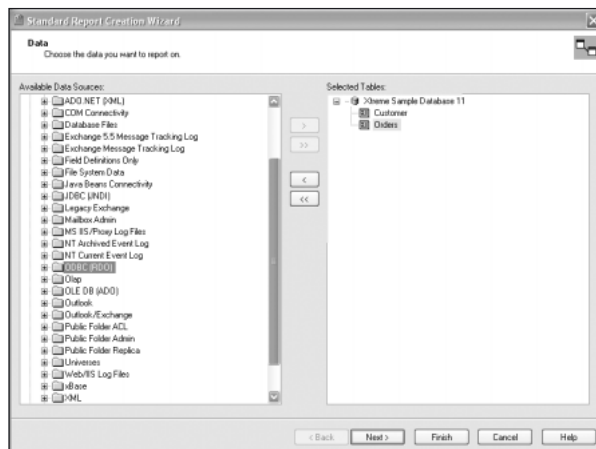 Standard Report Creation Wizard
Data
Choose the data you want to report on.
Available Data Sources:
ADO.NET (XML)
COM Connectivity
Database Files
Exchange 5.5 Message Tracking Log
Exchange Message Tracking Log
Field Definitions Only
File System Data
Java Beans Connectivity
JDBC (JNDI)
Legacy Exchange
Mailbox Admin
MS IIS/Proxy Log Files
NT Archived Event Log
NT Current Event Log
ODBC (RDO)
Olap
OLE DB (ADO)
Outlook
Outlook/Exchange
Public Folder ACL
Public Folder Admin
Public Folder Replica
Universes
Web/IIS Log Files
xBase
XML
>
>>
<
<<
Selected Tables:
Xtreme Sample Database 11
Customer
Orders
< Back
Next >
Finish
Cancel
Help